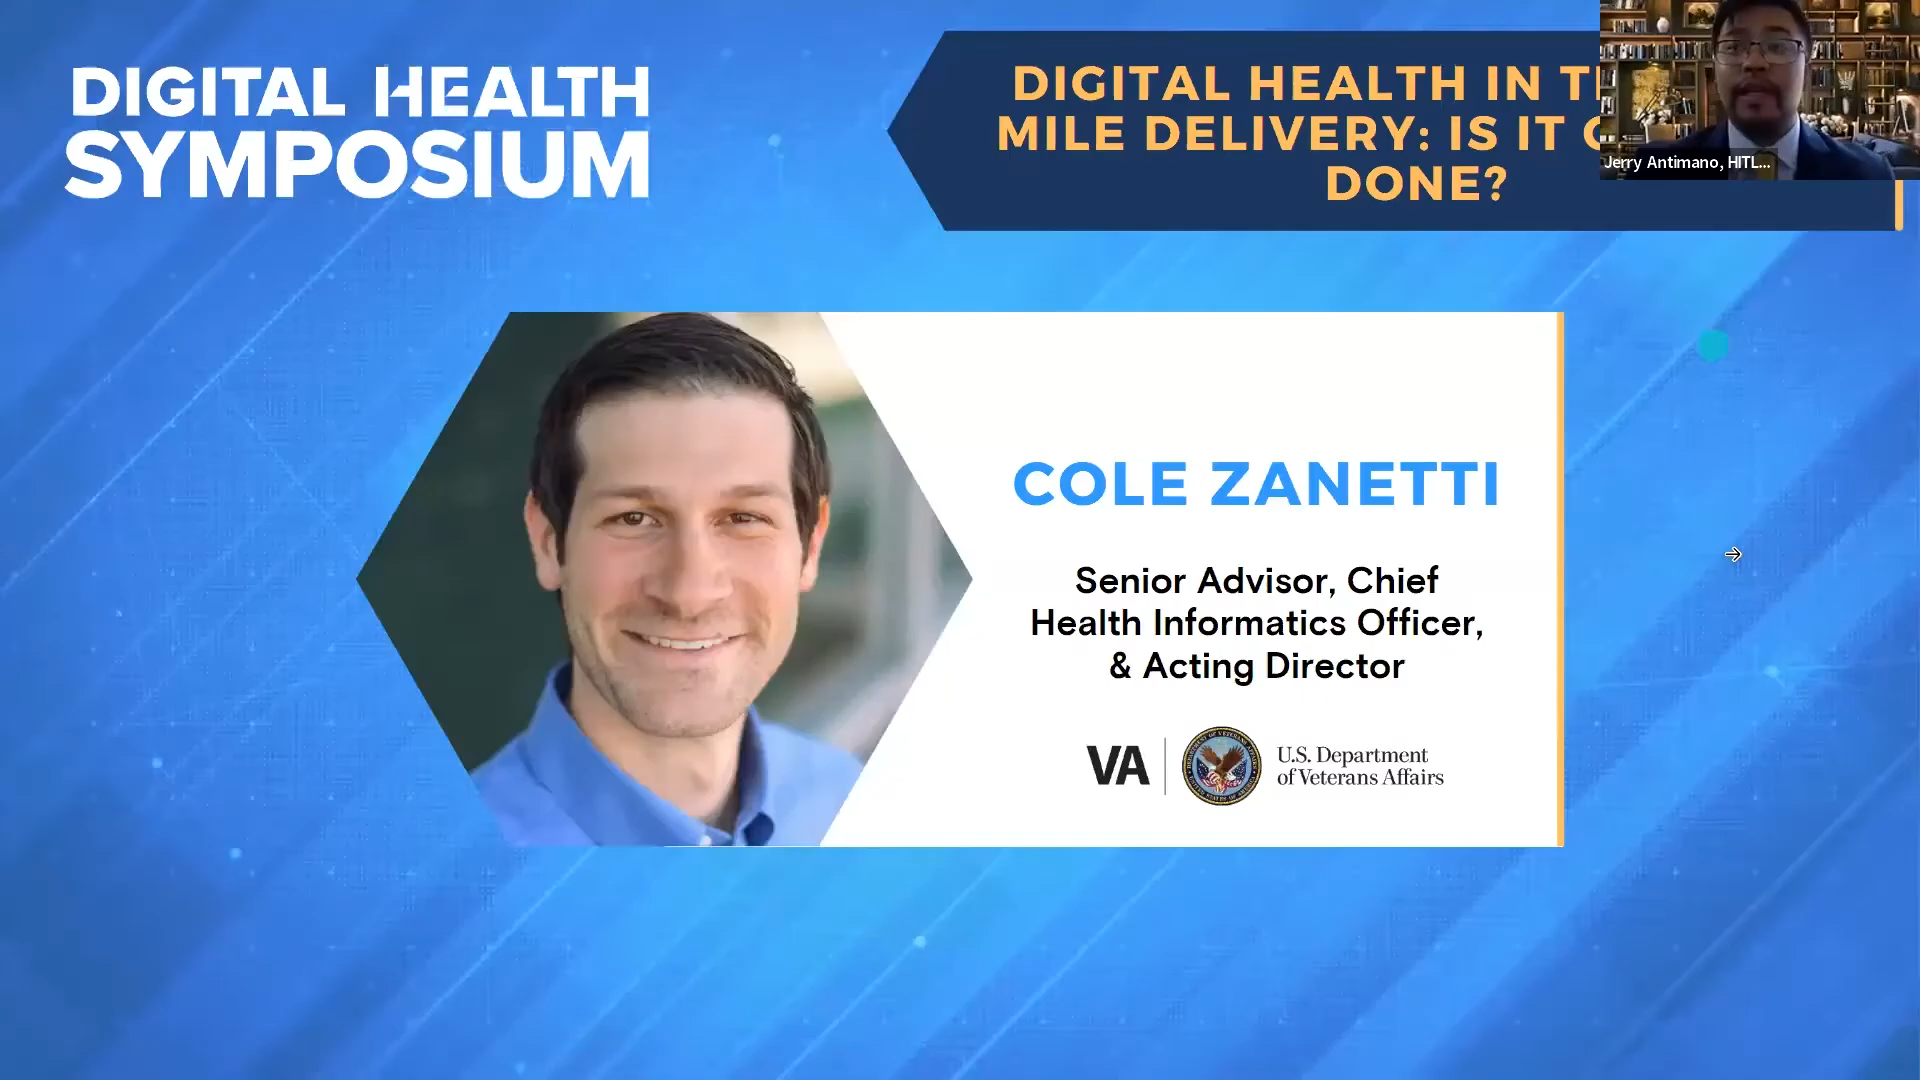 DIGITAL HEALTH
SYMPOSIUM
DIGITAL HEALTH IN
MILE DELIVERY: IS IT
DONE?
Jerry Antimano, HITL...
COLE ZANETTI
Senior Advisor, Chief
Health Informatics Officer,
& Acting Director
VA
U.S. Department
of Veterans Affairs